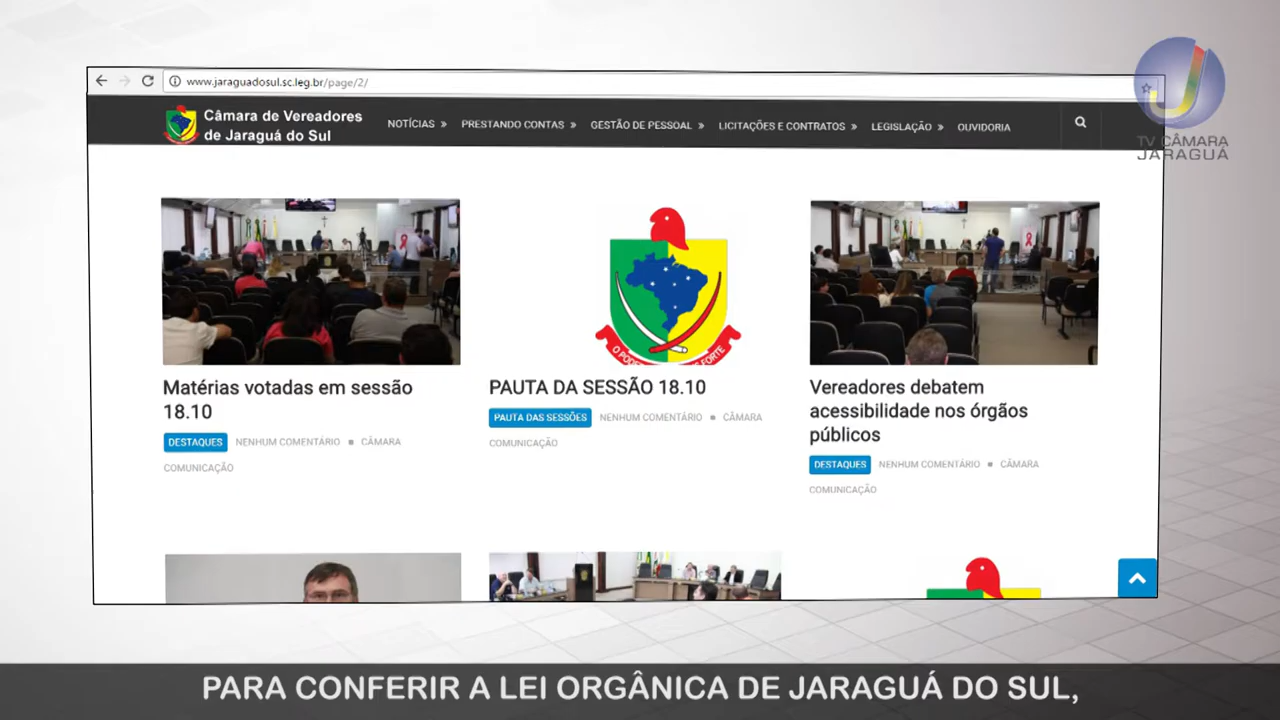 www.jaraguadosul.sc.leg.br/page/2/
TV CÂMARA
JARAGUÁ
Câmara de Vereadores
de Jaraguá do Sul
NOTÍCIAS » PRESTANDO CONTAS » GESTÃO DE PESSOAL » LICITAÇÕES E CONTRATOS » LEGISLAÇÃO » OUVIDORIA
Matérias votadas em sessão
18.10
DESTAQUES NENHUM COMENTÁRIO ■ CÂMARA
COMUNICAÇÃO
PAUTA DA SESSÃO 18.10
PAUTA DAS SESSÕES NENHUM COMENTÁRIO ■ CÂMARA
COMUNICAÇÃO
Vereadores debatem
acessibilidade nos órgãos
públicos
DESTAQUES NENHUM COMENTÁRIO ■ CÂMARA
COMUNICAÇÃO
PARA CONFERIR A LEI ORGÂNICA DE JARAGUÁ DO SUL,